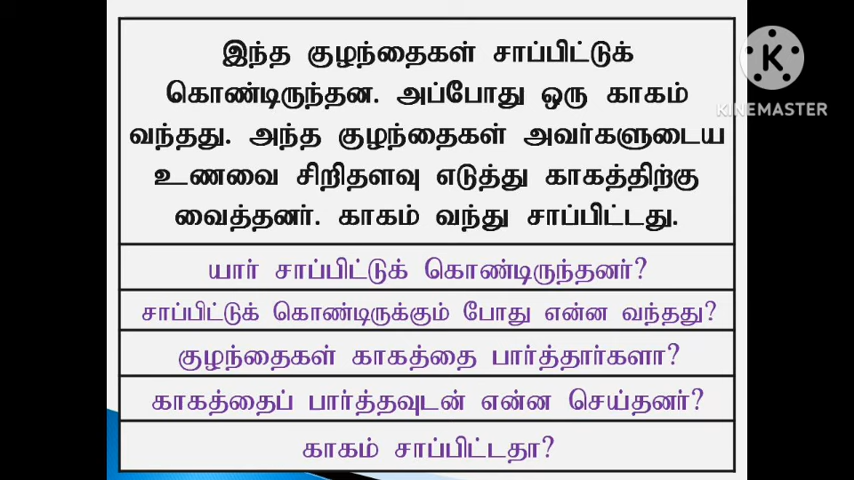 இந்த குழந்தைகள் சாப்பிட்டுக்
கொண்டிருந்தன. அப்போது ஒரு காகம்
வந்தது. அந்த குழந்தைகள் அவர்களுடைய
உணவை சிறிதளவு எடுத்து காகத்திற்கு
வைத்தனர். காகம் வந்து சாப்பிட்டது.
யார் சாப்பிட்டுக் கொண்டிருந்தனர்?
சாப்பிட்டுக் கொண்டிருக்கும் போது என்ன வந்தது?
குழந்தைகள் காகத்தை பார்த்தார்களா?
காகத்தைப் பார்த்தவுடன் என்ன செய்தனர்?
காகம் சாப்பிட்டதா?
K
KINEMASTER